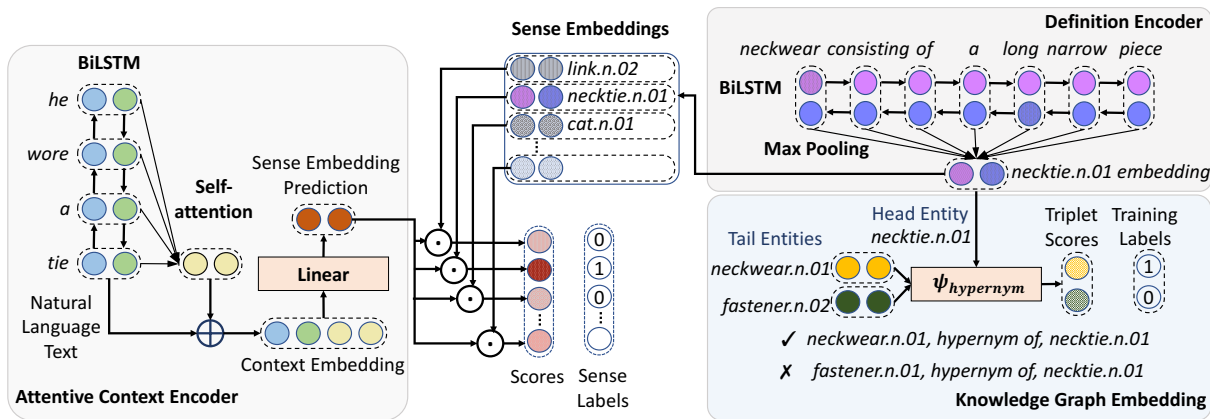 BiLSTM
he
wore
a
tie
Natural
Language
Text
Self-
attention
Sense Embedding
Prediction
Linear
Context Embedding
Attentive Context Encoder
Sense Embeddings
link.n.02
necktie.n.01
cat.n.01
0
1
0
Scores
Sense
Labels
Definition Encoder
neckwear consisting of a long narrow piece
BiLSTM
Max Pooling
necktie.n.01 embedding
Head Entity
necktie.n.01
Tail Entities
neckwear.n.01
fastener.n.02
ψhypernym
Triplet
Scores
Training
Labels
1
0
✓ neckwear.n.01, hypernym of, necktie.n.01
✗ fastener.n.01, hypernym of, necktie.n.01
Knowledge Graph Embedding